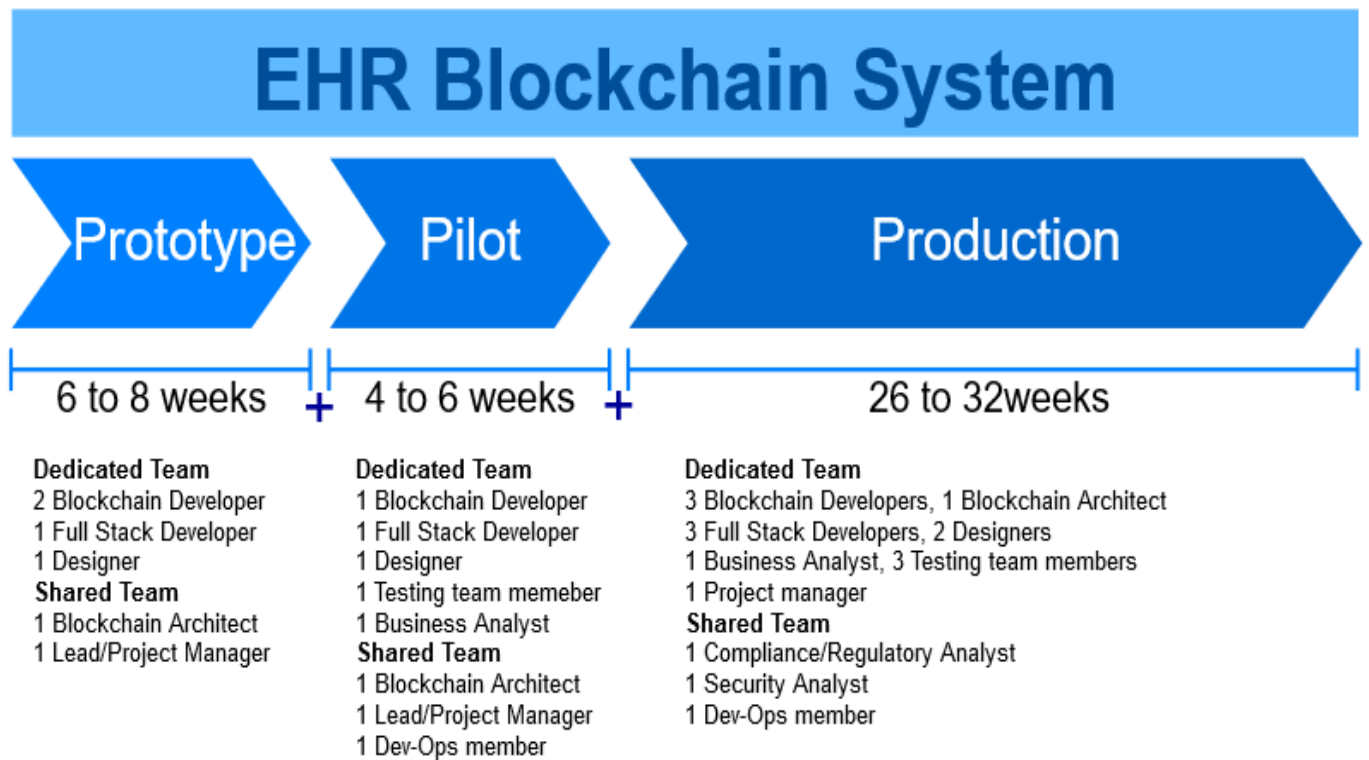 EHR Blockchain System
Prototype
Pilot
Production
6 to 8 weeks
+
4 to 6 weeks
+
26 to 32weeks
Dedicated Team
2 Blockchain Developer
1 Full Stack Developer
1 Designer
Shared Team
1 Blockchain Architect
1 Lead/Project Manager
Dedicated Team
1 Blockchain Developer
1 Full Stack Developer
1 Designer
1 Testing team memeber
1 Business Analyst
Shared Team
1 Blockchain Architect
1 Lead/Project Manager
1 Dev-Ops member
Dedicated Team
3 Blockchain Developers, 1 Blockchain Architect
3 Full Stack Developers, 2 Designers
1 Business Analyst, 3 Testing team members
1 Project manager
Shared Team
1 Compliance/Regulatory Analyst
1 Security Analyst
1 Dev-Ops member